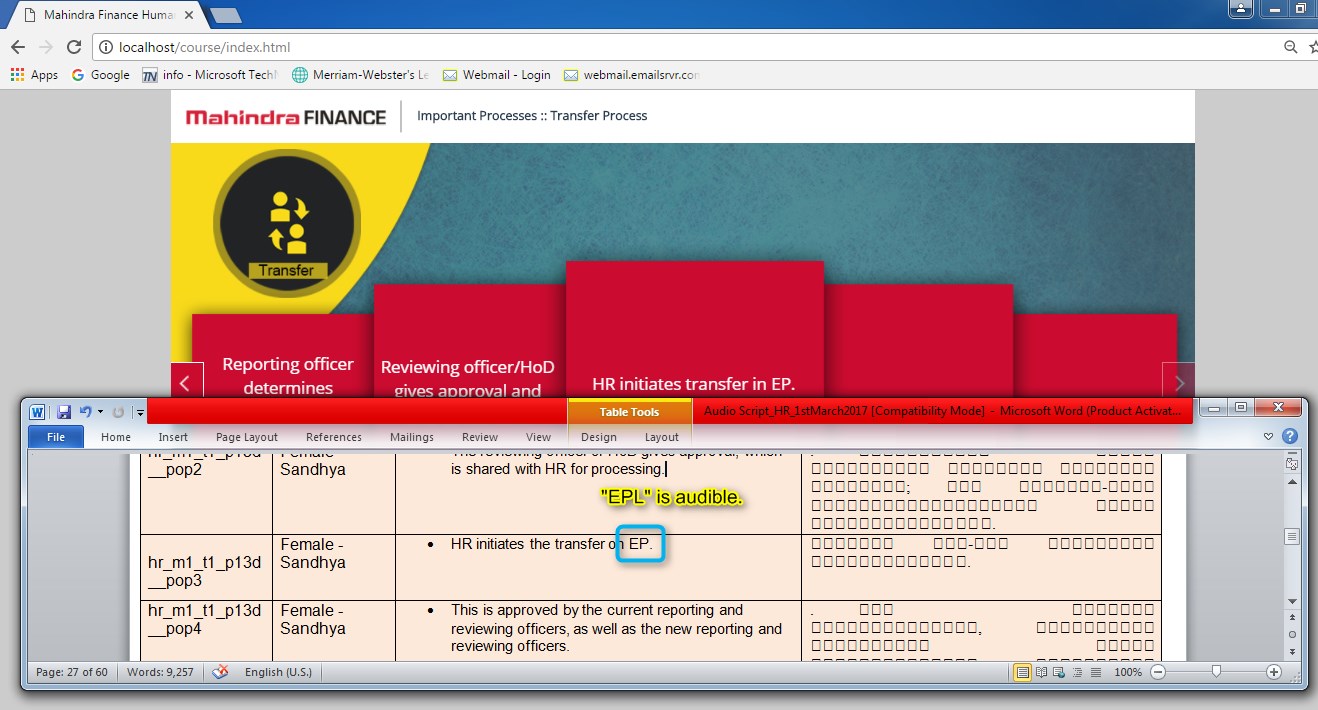 Mahindra Finance Huma
localhost/course/index.html
Apps Google info - Microsoft Tech Merriam-Webster's Le Webmail - Login webmail.emailsrvr.con
Mahindra FINANCE Important Processes :: Transfer Process
Transfer
Reporting officer
determines
Reviewing officer/HoD
gives approval and
HR initiates transfer in EP.
Table Tools Audio Script_HR_1stMarch2017 [Compatibility Mode] - Microsoft Word (Product Activat...
File Home Insert Page Layout References Mailings Review View Design Layout
hr_m1_t1_p13d
__pop2
Female -
Sandhya
The reviewing officer or HoD gives approval, which
is shared with HR for processing.
"EPL" is audible.
hr_m1_t1_p13d
__pop3
Female -
Sandhya
• HR initiates the transfer on EP.
hr_m1_t1_p13d
__pop4
Female -
Sandhya
• This is approved by the current reporting and
reviewing officers, as well as the new reporting and
reviewing officers.
Page: 27 of 60 Words: 9,257 English (U.S.) 100%